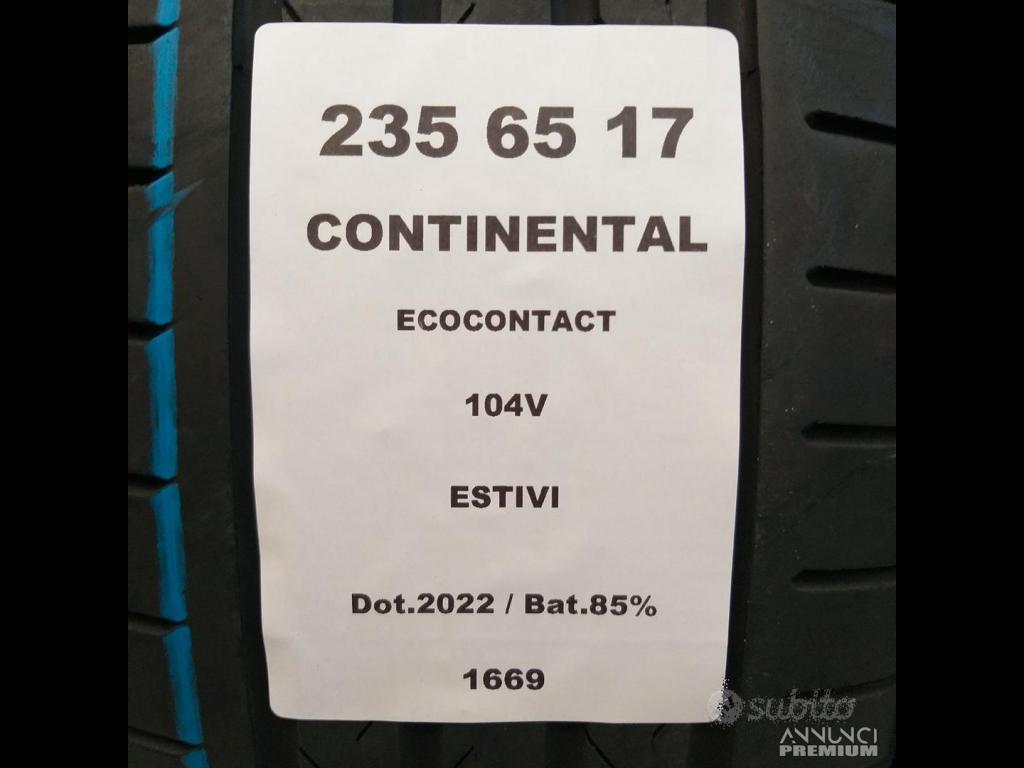 235 65 17
CONTINENTAL
ECOCONTACT
104V
ESTIVI
Dot.2022 / Bat.85%
1669
subito
ANNUNCI
PREMIUM